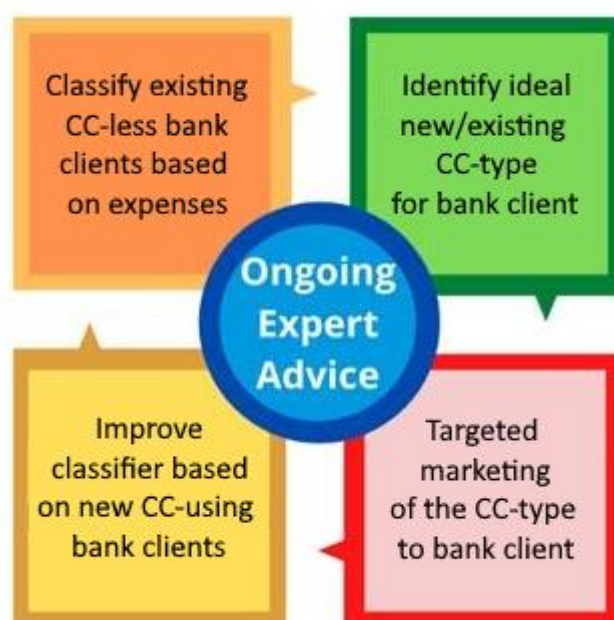 Classify existing
CC-less bank
clients based
on expenses
Identify ideal
new/existing
CC-type
for bank client
Ongoing
Expert
Advice
Improve
classifier based
on new CC-using
bank clients
Targeted
marketing
of the CC-type
to bank client